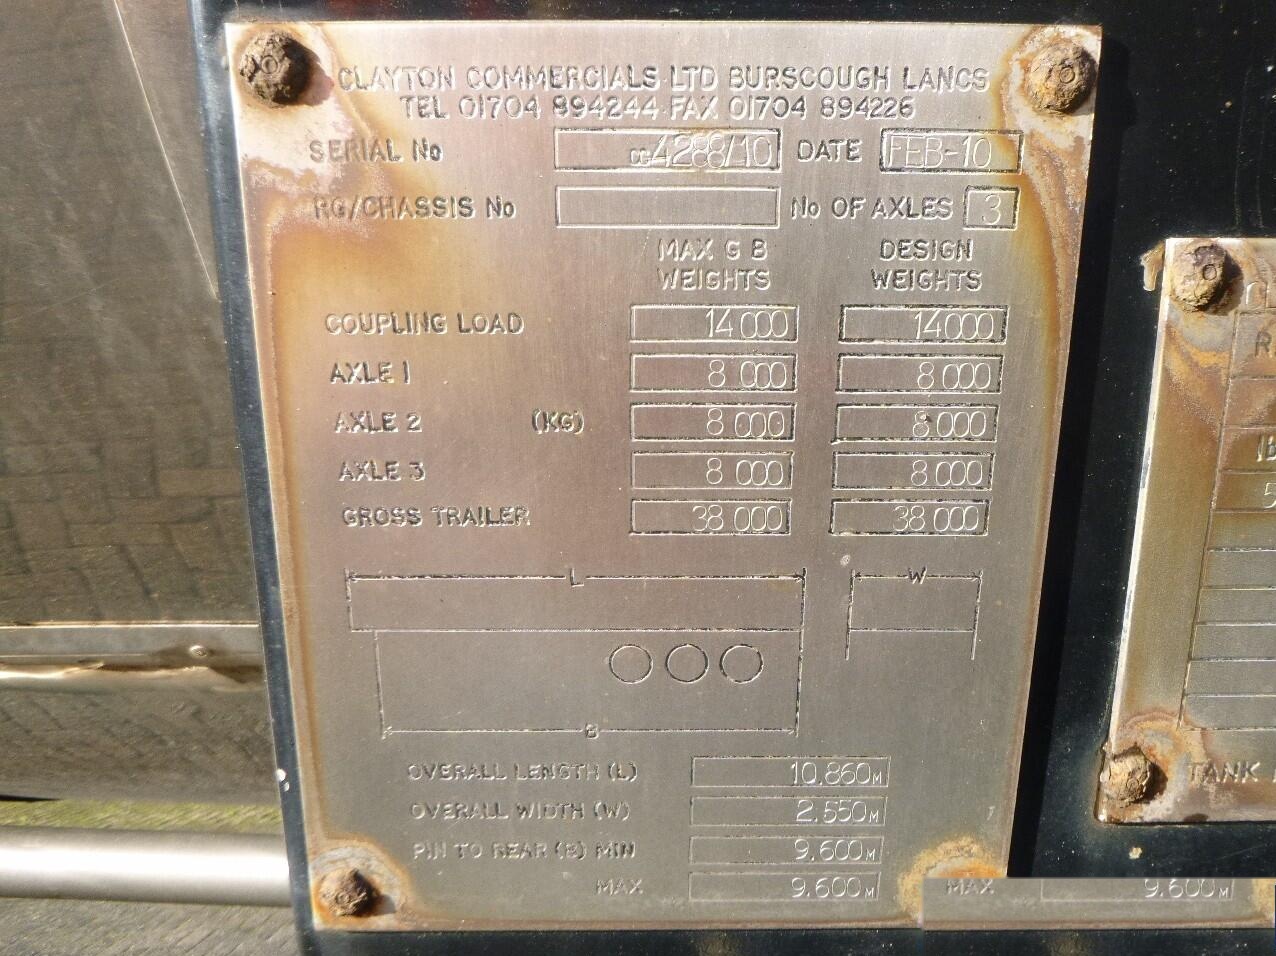 CLAYTON COMMERCIALS LTD BURSCOUGH LANCS
TEL 01704 894244 FAX 01704 894226
SERIAL No CC4288/10 DATE FEB-10
RG/CHASSIS No No OF AXLES 3
MAX G B WEIGHTS DESIGN WEIGHTS
COUPLING LOAD 14 000 14 000
AXLE 1 8 000 8 000
AXLE 2 (KG) 8 000 8 000
AXLE 3 8 000 8 000
GROSS TRAILER 38 000 38 000
L W
B
OVERALL LENGTH (L) 10.860M
OVERALL WIDTH (W) 2.550M
PIN TO REAR (B) MIN 9.600M
MAX 9.600M
MAX 9.600M
TANK